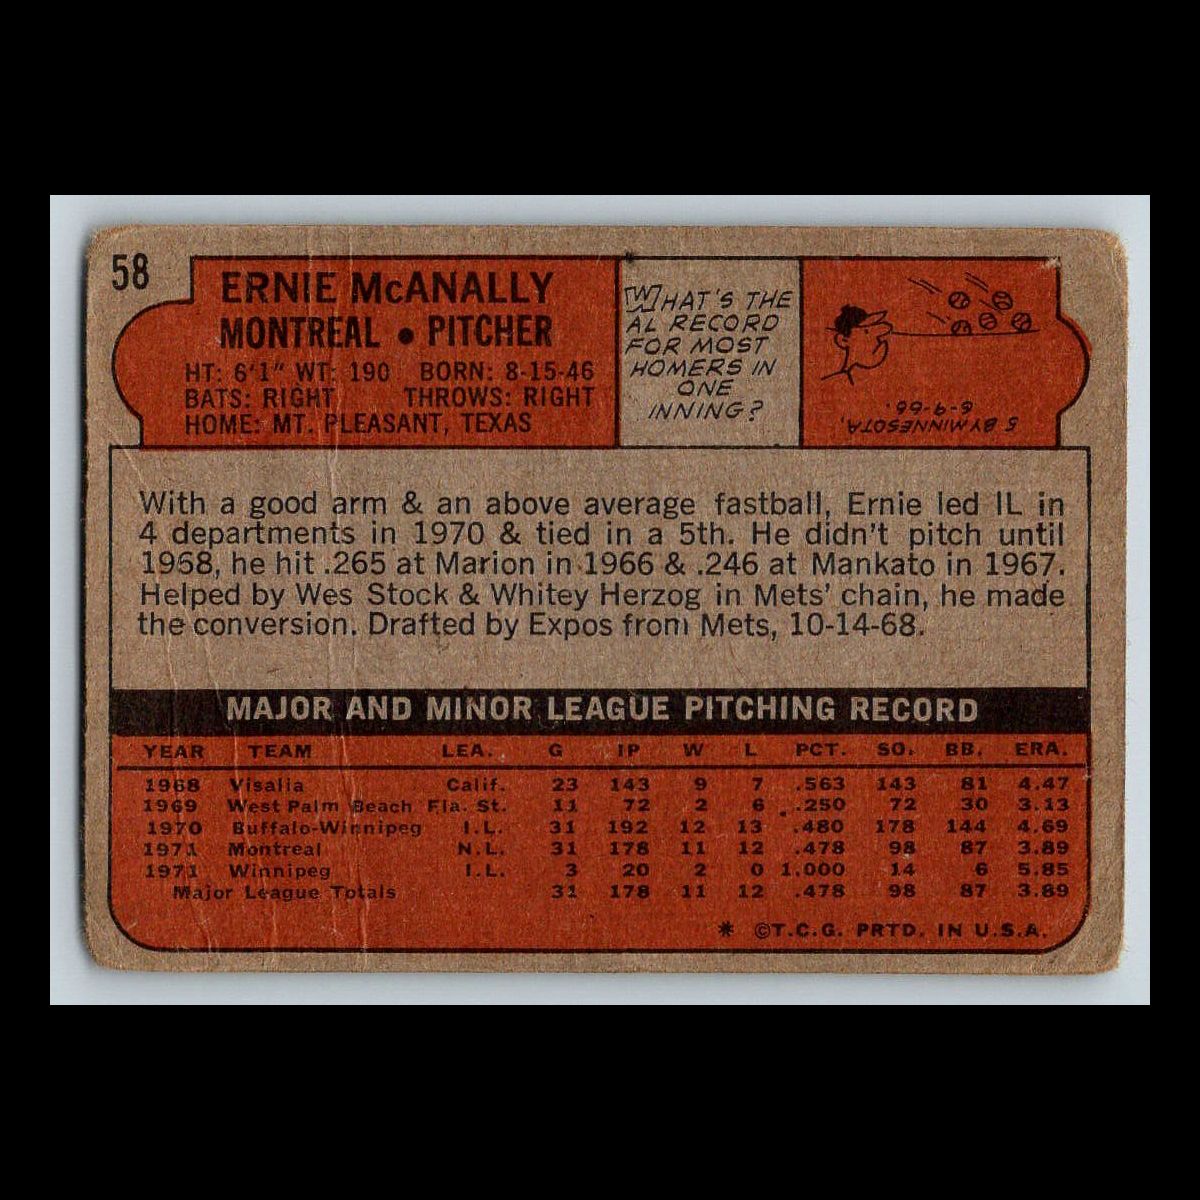 58
ERNIE McANALLY
MONTREAL • PITCHER
HT: 6'1" WT: 190 BORN: 8-15-46
BATS: RIGHT THROWS: RIGHT
HOME: MT. PLEASANT, TEXAS
WHAT'S THE
AL RECORD
FOR MOST
HOMERS IN
ONE
INNING?
5 BY MINNESOTA,
6-9-66.
With a good arm & an above average fastball, Ernie led IL in
4 departments in 1970 & tied in a 5th. He didn't pitch until
1968, he hit .265 at Marion in 1966 & .246 at Mankato in 1967.
Helped by Wes Stock & Whitey Herzog in Mets' chain, he made
the conversion. Drafted by Expos from Mets, 10-14-68.
MAJOR AND MINOR LEAGUE PITCHING RECORD
YEAR TEAM LEA. G IP W L PCT. SO. BB. ERA.
1968 Visalia Calif. 23 143 9 7 .563 143 81 4.47
1969 West Palm Beach Fla. St. 11 72 2 6 .250 72 30 3.13
1970 Buffalo-Winnipeg I.L. 31 192 12 13 .480 178 144 4.69
1971 Montreal N.L. 31 178 11 12 .478 98 87 3.89
1971 Winnipeg I.L. 3 20 2 0 1.000 14 6 5.85
Major League Totals 31 178 11 12 .478 98 87 3.89
* ©T.C.G. PRTD. IN U.S.A.